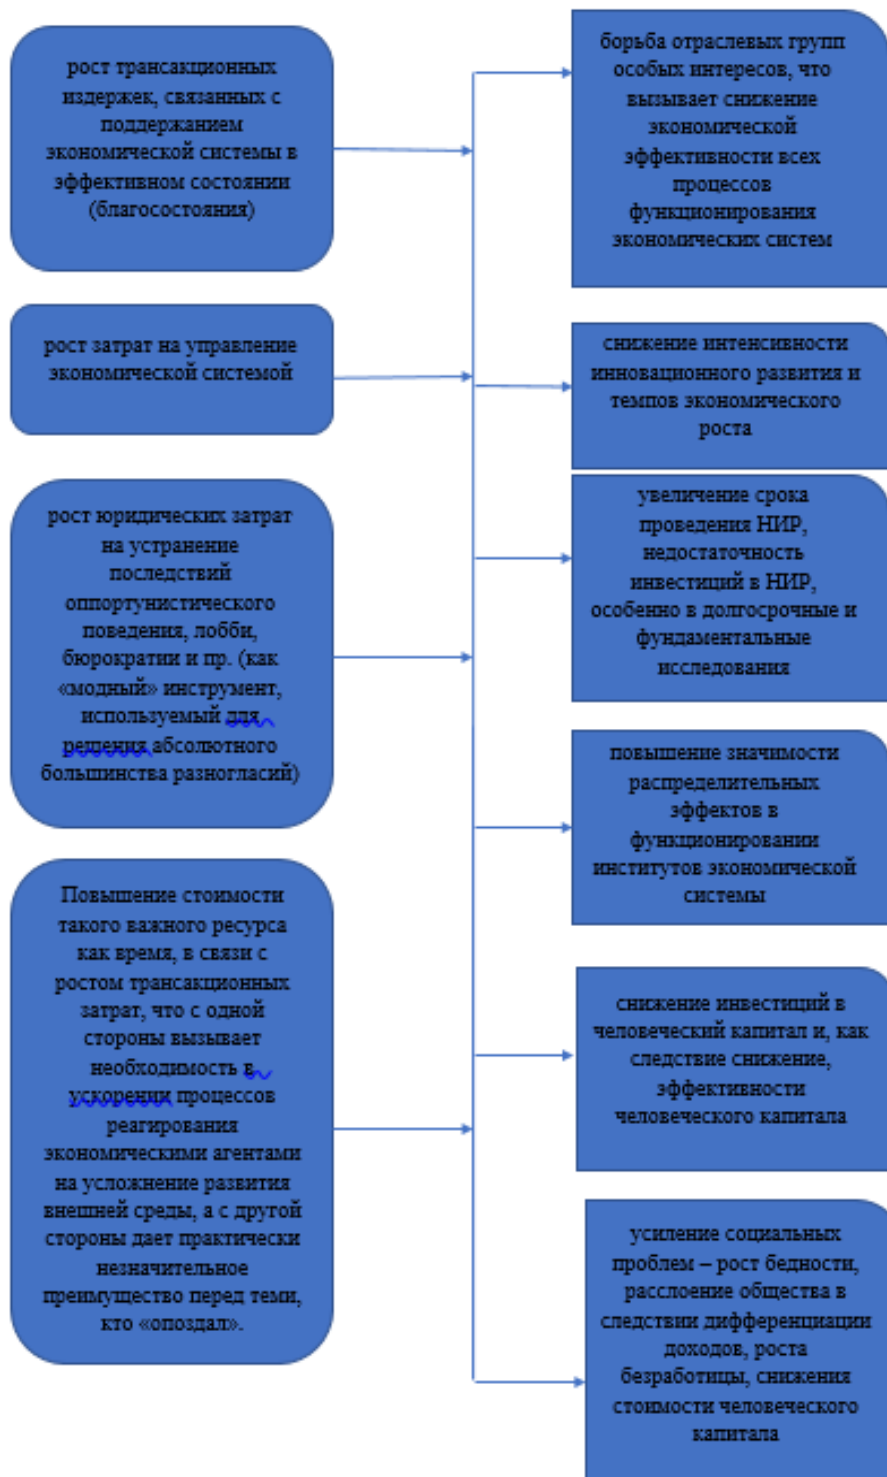 рост трансакционных
издержек, связанных с
поддержанием
экономической системы в
эффективном состоянии
(благосостояния)
рост затрат на управление
экономической системой
рост юридических затрат
на устранение
последствий
оппортунистического
поведения, лобби,
бюрократии и пр. (как
«модный» инструмент,
используемый для
решения абсолютного
большинства разногласий)
Повышение стоимости
такого важного ресурса
как время, в связи с
ростом трансакционных
затрат, что с одной
стороны вызывает
необходимость в
ускорении процессов
реагирования
экономическими агентами
на усложнение развития
внешней среды, а с другой
стороны дает практически
незначительное
преимущество перед теми,
кто «опоздал».
борьба отраслевых групп
особых интересов, что
вызывает снижение
экономической
эффективности всех
процессов
функционирования
экономических систем
снижение интенсивности
инновационного развития и
темпов экономического
роста
увеличение срока
проведения НИР,
недостаточность
инвестиций в НИР,
особенно в долгосрочные и
фундаментальные
исследования
повышение значимости
распределительных
эффектов в
функционировании
институтов экономической
системы
снижение инвестиций в
человеческий капитал и, как
следствие снижение,
эффективности
человеческого капитала
усиление социальных
проблем – рост бедности,
расслоение общества в
следствии дифференциации
доходов, роста
безработицы, снижения
стоимости человеческого
капитала